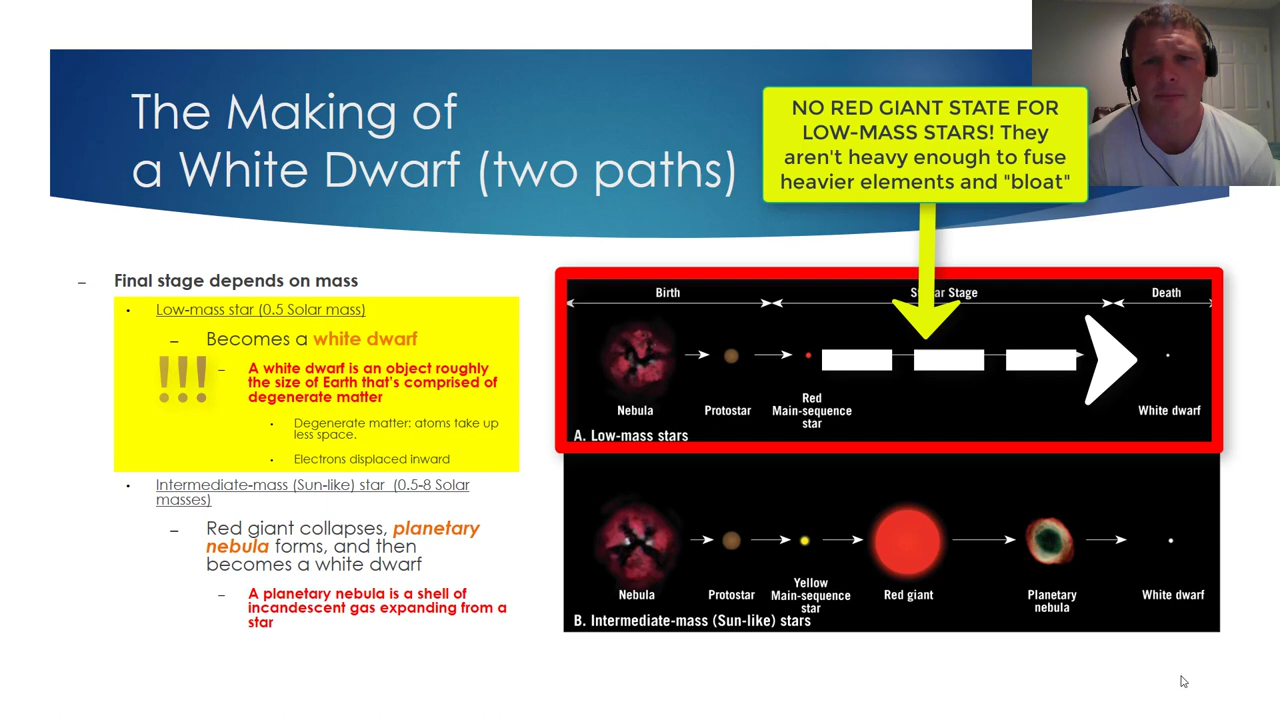 The Making of
a White Dwarf (two paths)
NO RED GIANT STATE FOR
LOW-MASS STARS! They
aren't heavy enough to fuse
heavier elements and "bloat"
– Final stage depends on mass
• Low-mass star (0.5 Solar mass)
– Becomes a white dwarf
!!!
– A white dwarf is an object roughly
the size of Earth that's comprised of
degenerate matter
• Degenerate matter: atoms take up
less space.
• Electrons displaced inward
• Intermediate-mass (Sun-like) star (0.5-8 Solar
masses)
– Red giant collapses, planetary
nebula forms, and then
becomes a white dwarf
– A planetary nebula is a shell of
incandescent gas expanding from a
star
Birth
Stage
Death
Nebula
Protostar
Red
Main-sequence
star
White dwarf
A. Low-mass stars
Nebula
Protostar
Yellow
Main-sequence
star
Red giant
Planetary
nebula
White dwarf
B. Intermediate-mass (Sun-like) stars